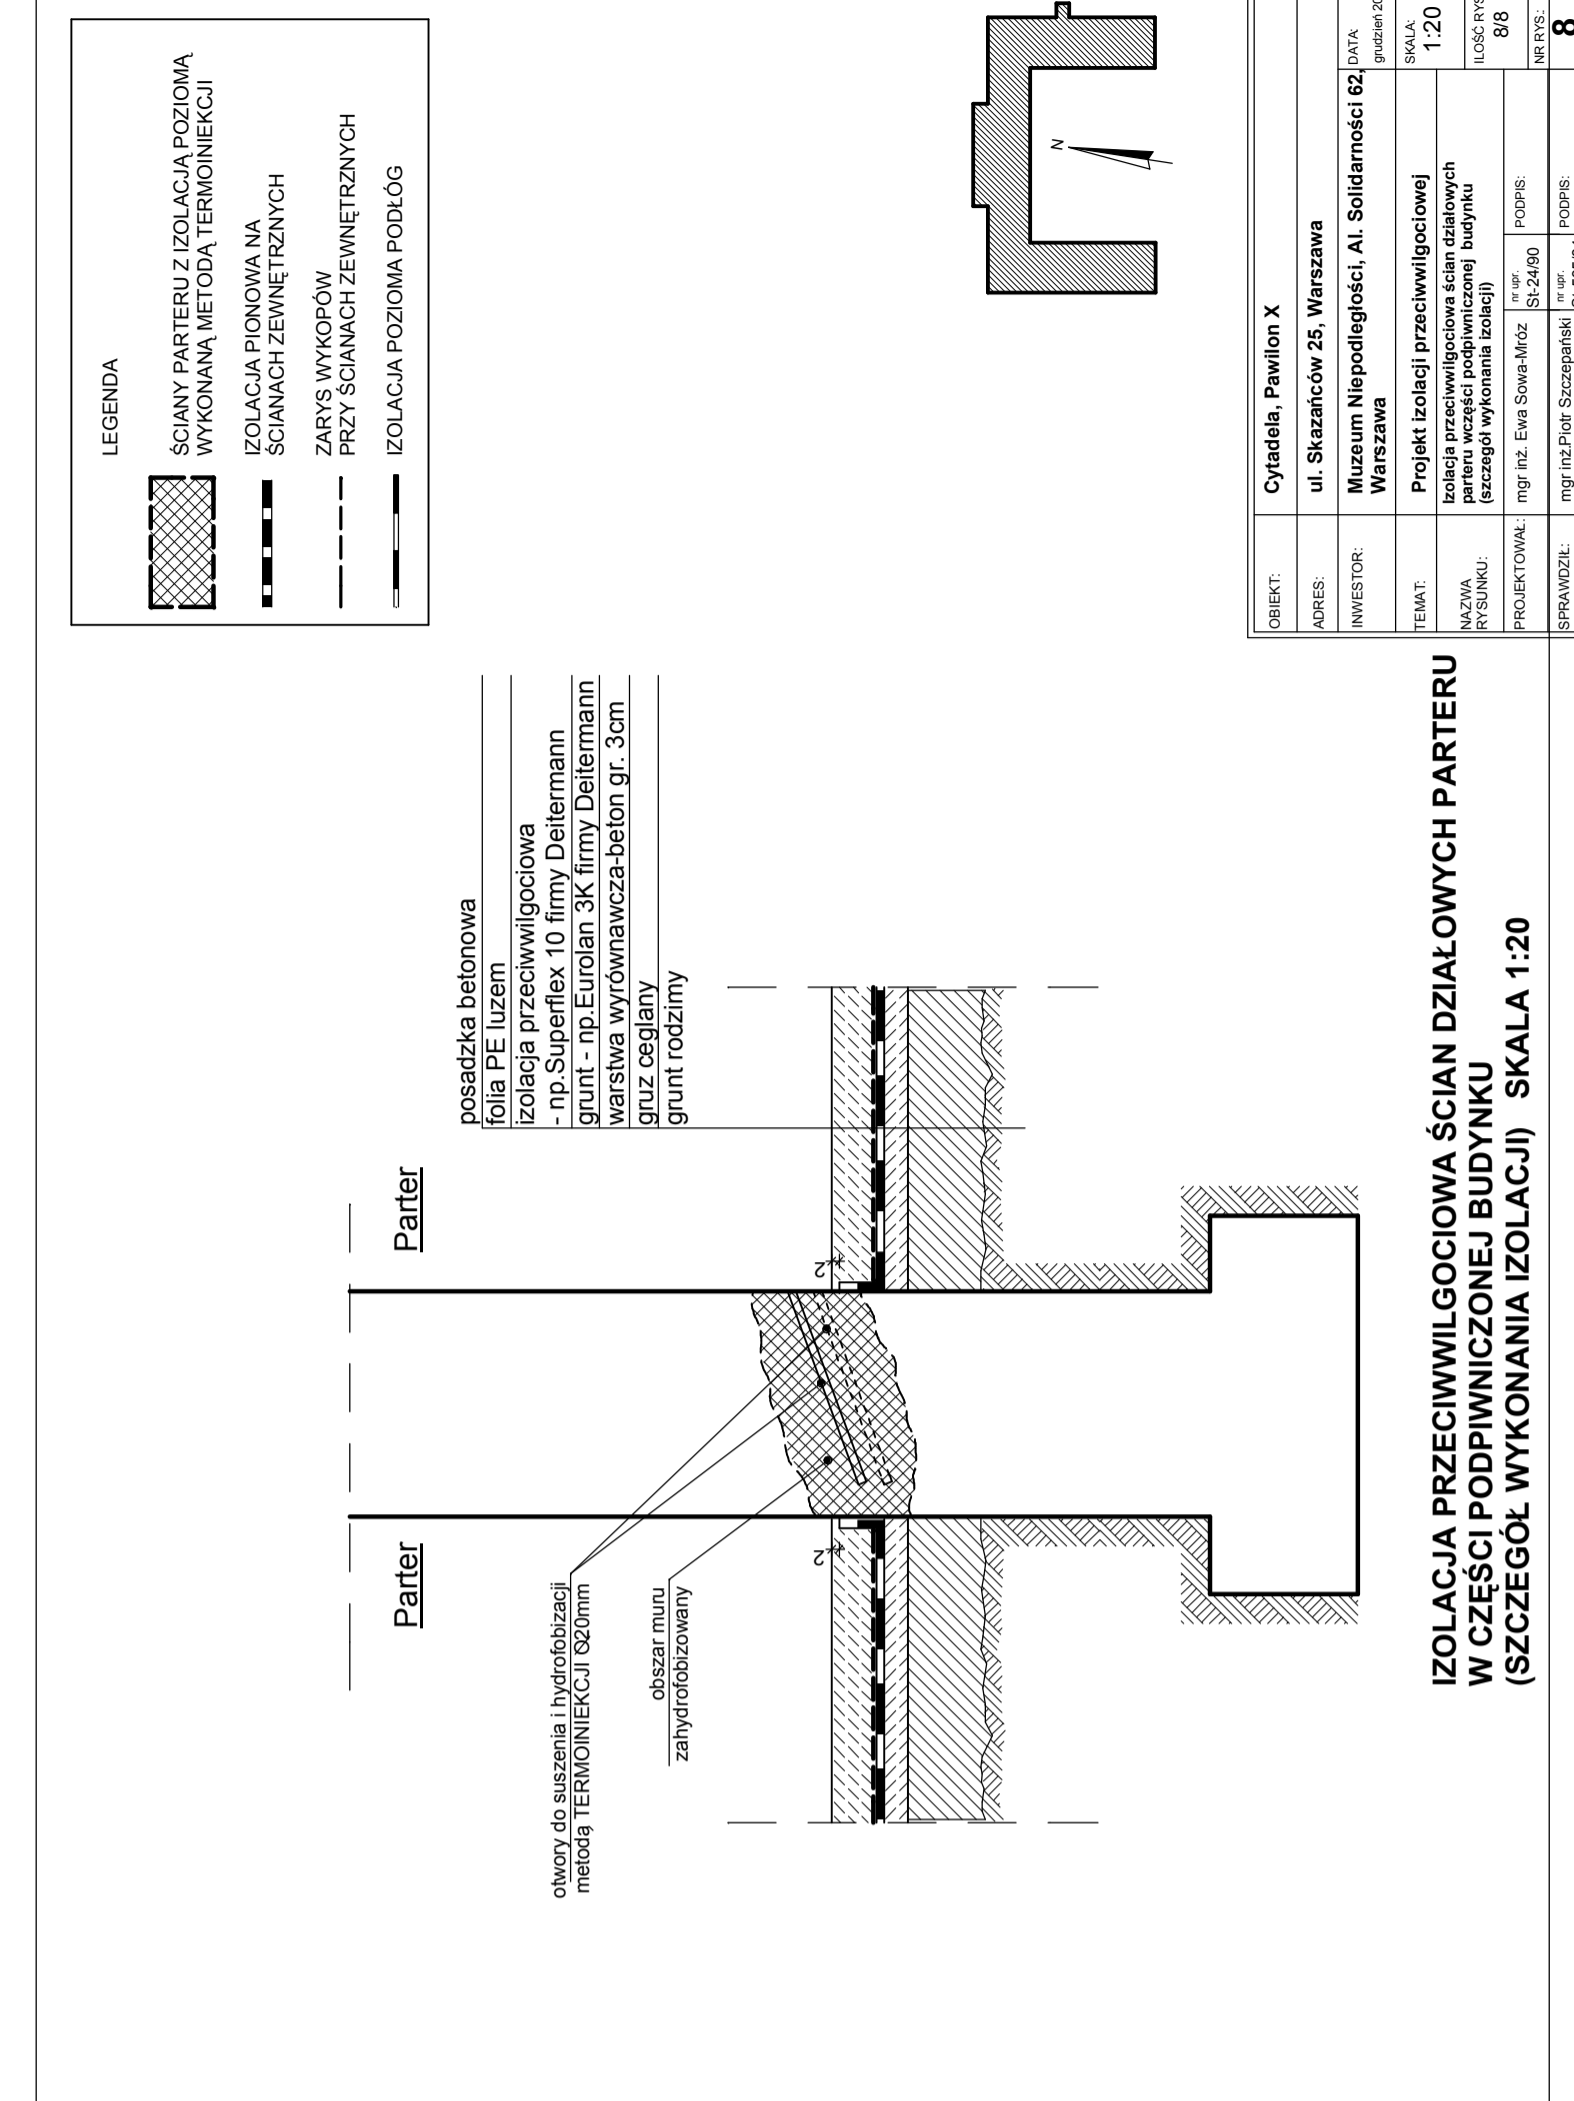 LEGENDA
ŚCIANY PARTERU Z IZOLACJĄ POZIOMĄ
WYKONANĄ METODĄ TERMOINIEKCJI
IZOLACJA PIONOWA NA
ŚCIANACH ZEWNĘTRZNYCH
ZARYS WYKOPÓW
PRZY ŚCIANACH ZEWNĘTRZNYCH
IZOLACJA POZIOMA PODŁÓG
Parter
Parter
posadzka betonowa
folia PE luzem
izolacja przeciwwilgociowa
- np.Superflex 10 firmy Deitermann
grunt - np.Eurolan 3K firmy Deitermann
warstwa wyrównawcza-beton gr. 3cm
gruz ceglany
grunt rodzimy
otwory do suszenia i hydrofobizacji
metodą TERMOINIEKCJI Ø20mm
obszar muru
zahydrofobizowany
2
2
N
IZOLACJA PRZECIWWILGOCIOWA ŚCIAN DZIAŁOWYCH PARTERU
W CZĘŚCI PODPIWNICZONEJ BUDYNKU
(SZCZEGÓŁ WYKONANIA IZOLACJI) SKALA 1:20
OBIEKT: Cytadela, Pawilon X
ADRES: ul. Skazańców 25, Warszawa
INWESTOR: Muzeum Niepodległości, Al. Solidarności 62,
Warszawa
DATA:
grudzień 20
TEMAT: Projekt izolacji przeciwwilgociowej
SKALA:
1:20
NAZWA
RYSUNKU:
Izolacja przeciwwilgociowa ścian działowych
parteru wczęści podpiwniczonej budynku
(szczegół wykonania izolacji)
ILOŚĆ RYS
8/8
PROJEKTOWAŁ: mgr inż. Ewa Sowa-Mróz nr upr. St-24/90 PODPIS:
NR RYS.:
8
SPRAWDZIŁ: mgr inż.Piotr Szczepański nr upr. PODPIS: